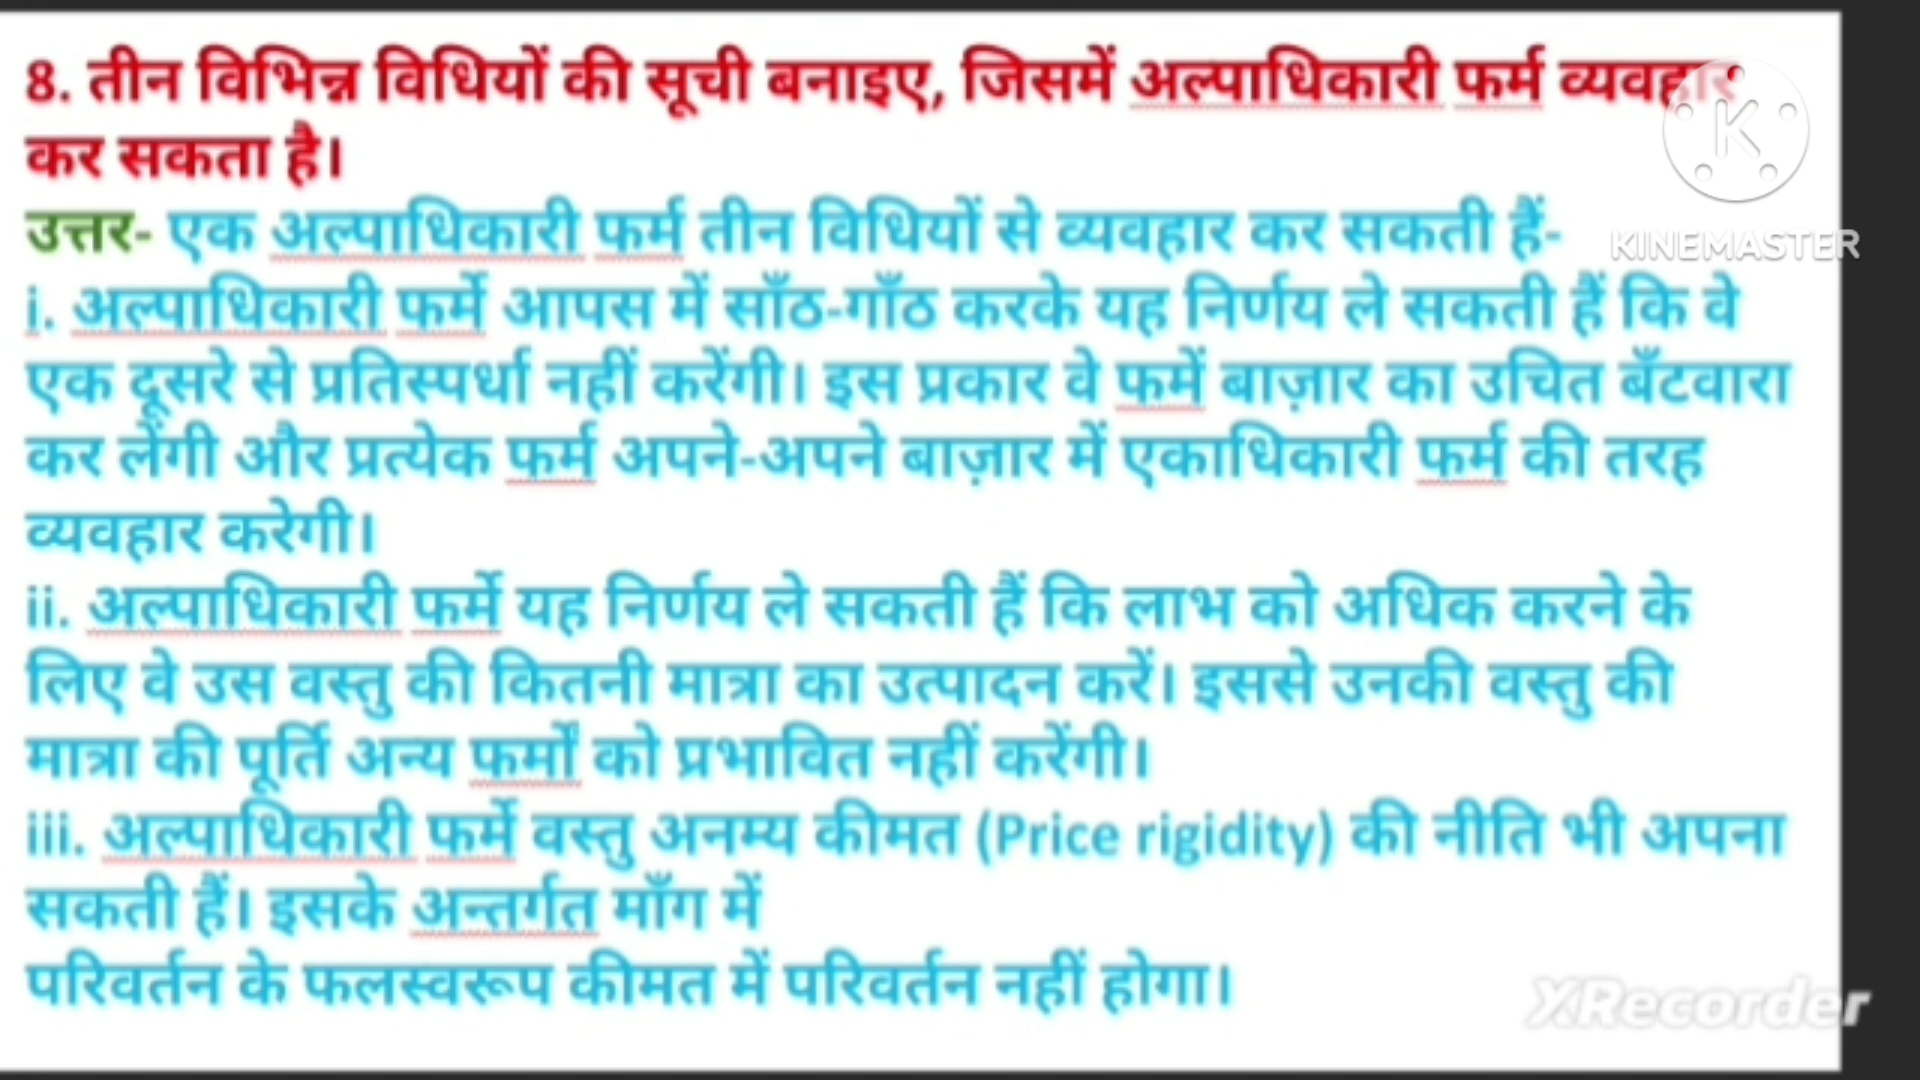 8. तीन विभिन्न विधियों की सूची बनाइए, जिसमें अल्पाधिकारी फर्म व्यवहार
कर सकता है।
उत्तर- एक अल्पाधिकारी फर्म तीन विधियों से व्यवहार कर सकती हैं-
i. अल्पाधिकारी फर्में आपस में साँठ-गाँठ करके यह निर्णय ले सकती हैं कि वे
एक दूसरे से प्रतिस्पर्धा नहीं करेंगी। इस प्रकार वे फमें बाज़ार का उचित बँटवारा
कर लेंगी और प्रत्येक फर्म अपने-अपने बाज़ार में एकाधिकारी फर्म की तरह
व्यवहार करेगी।
ii. अल्पाधिकारी फर्में यह निर्णय ले सकती हैं कि लाभ को अधिक करने के
लिए वे उस वस्तु की कितनी मात्रा का उत्पादन करें। इससे उनकी वस्तु की
मात्रा की पूर्ति अन्य फर्मों को प्रभावित नहीं करेंगी।
iii. अल्पाधिकारी फर्में वस्तु अनम्य कीमत (Price rigidity) की नीति भी अपना
सकती हैं। इसके अन्तर्गत माँग में
परिवर्तन के फलस्वरूप कीमत में परिवर्तन नहीं होगा।
K
KINEMASTER
XRecorder